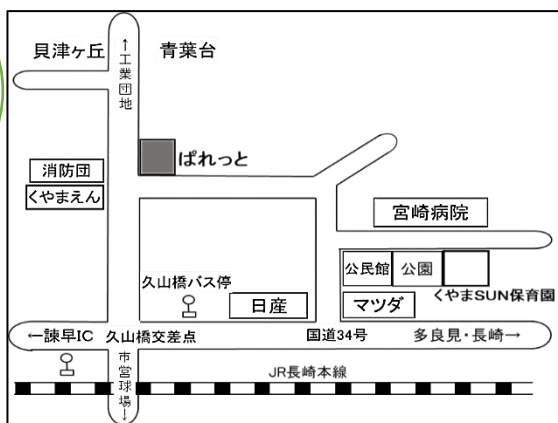 貝津ヶ丘
←工業団地
青葉台
ぱれっと
消防団
くやまえん
宮崎病院
公民館
公園
くやまSUN保育園
久山橋バス停
日産
マツダ
←諫早IC
久山橋交差点
国道34号
多良見・長崎→
市営球場→
JR長崎本線